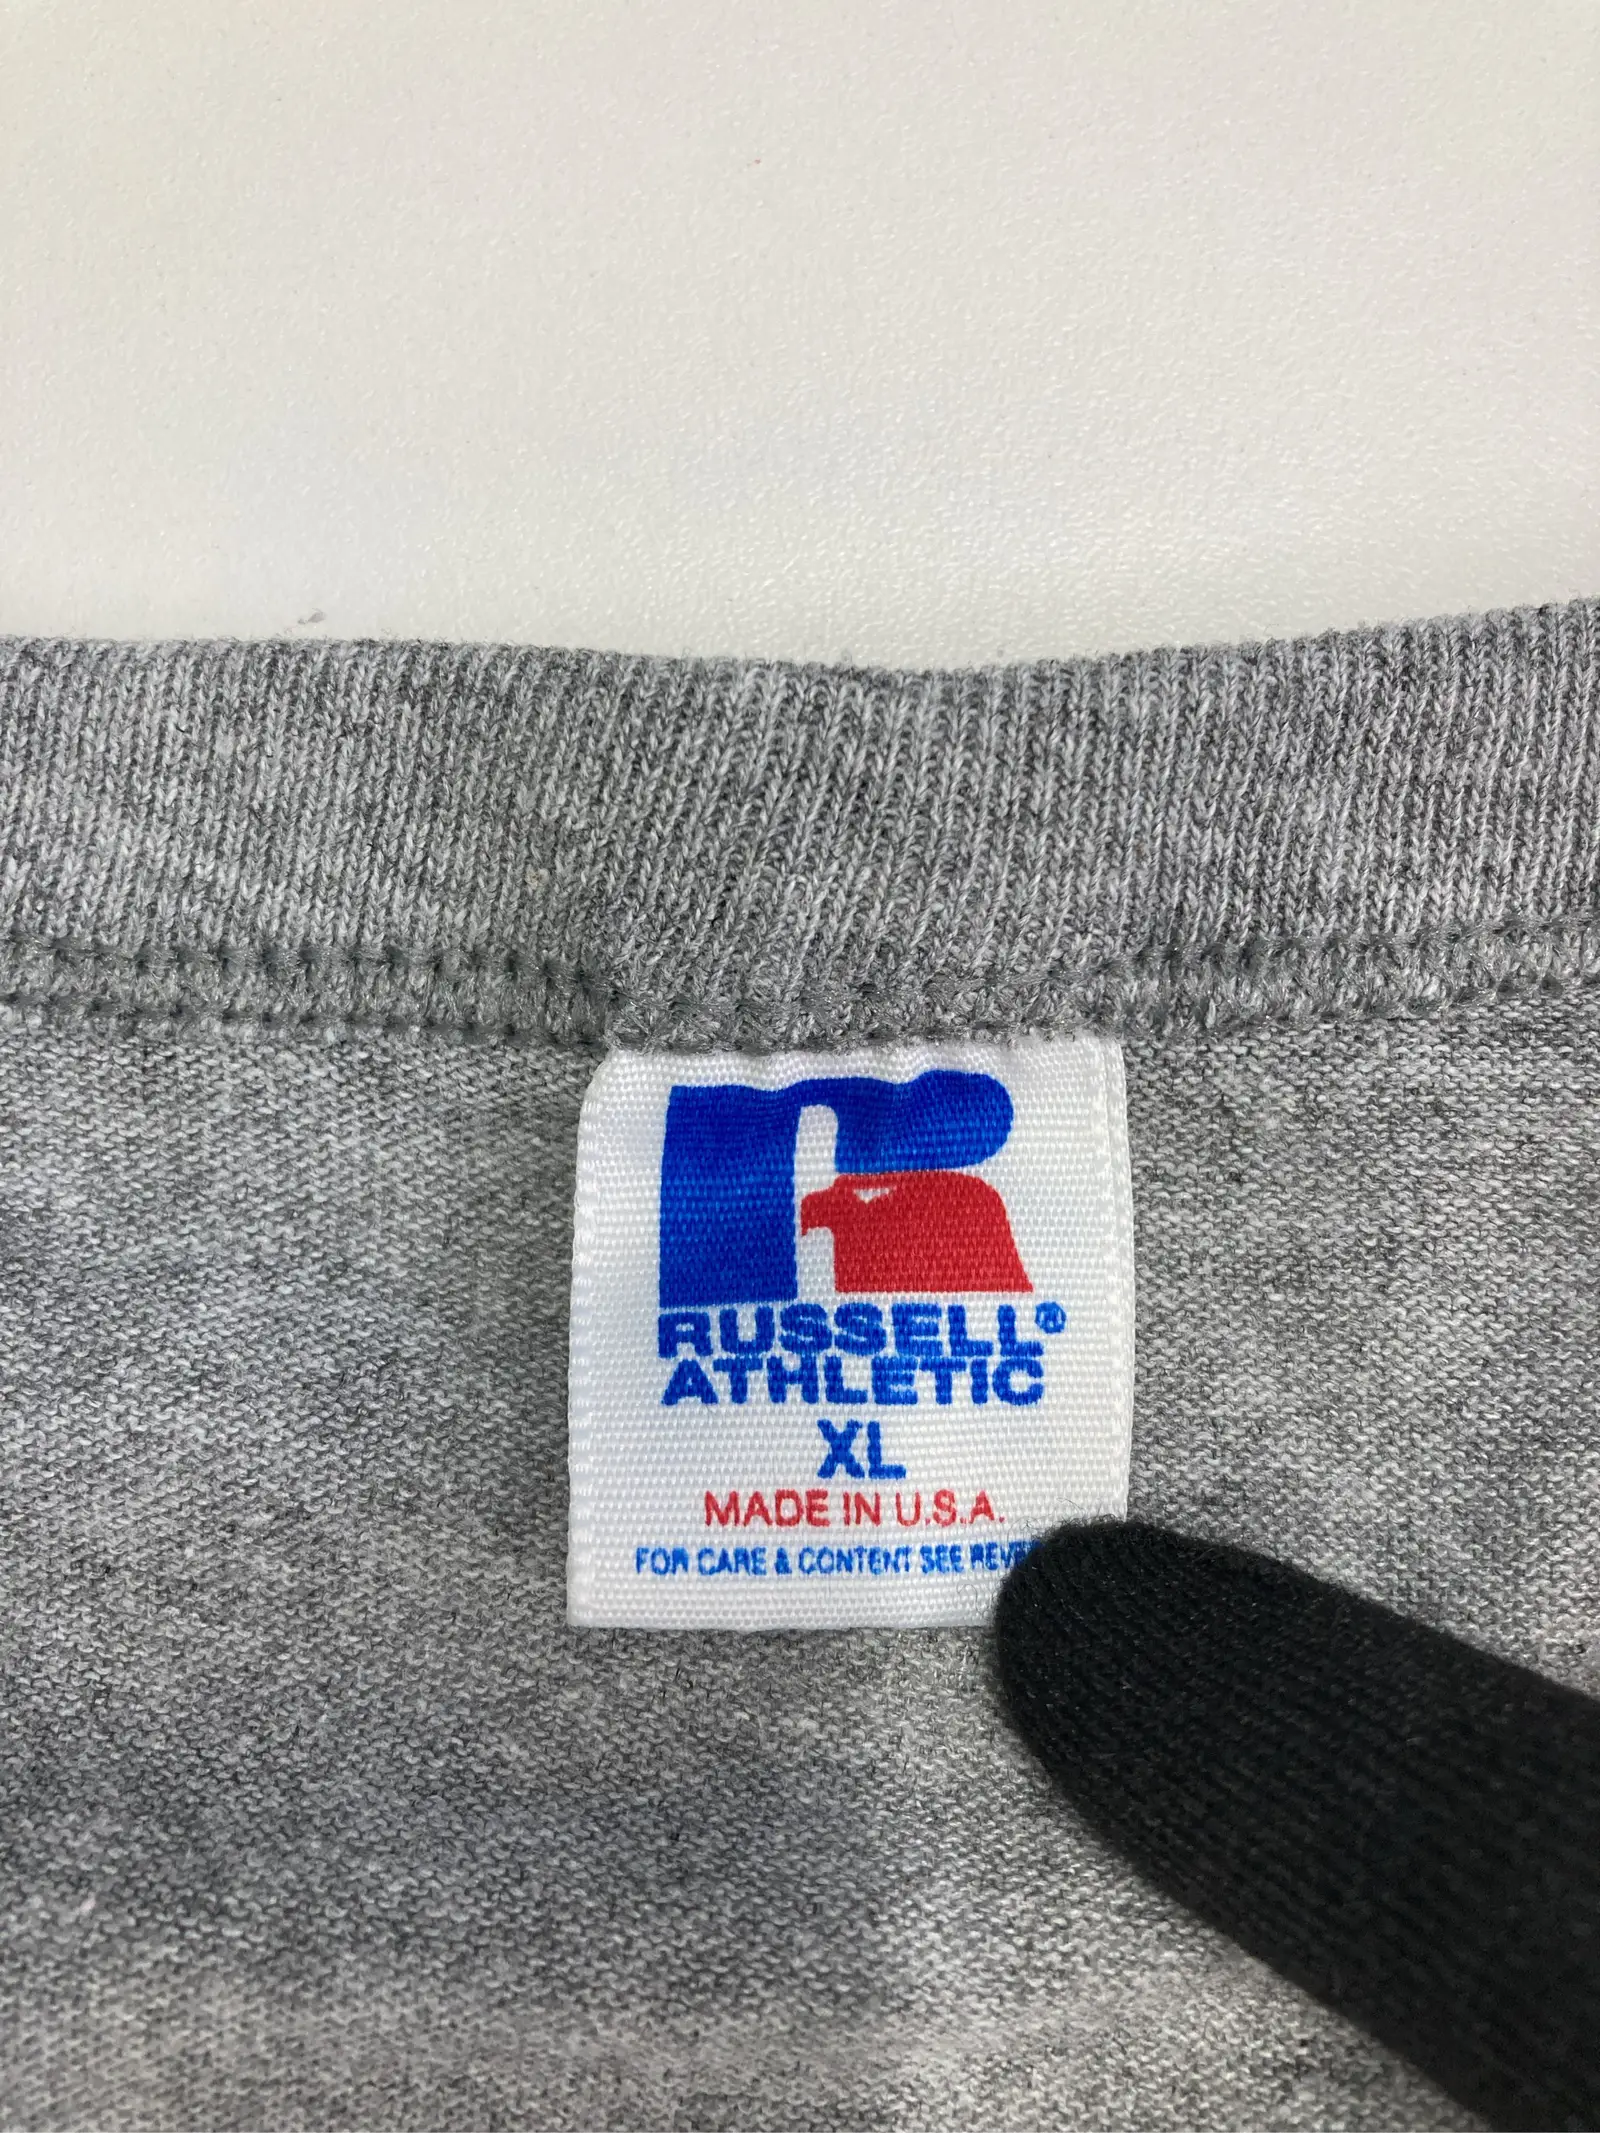 RUSSELL®
ATHLETIC
XL
MADE IN U.S.A.
FOR CARE & CONTENT SEE